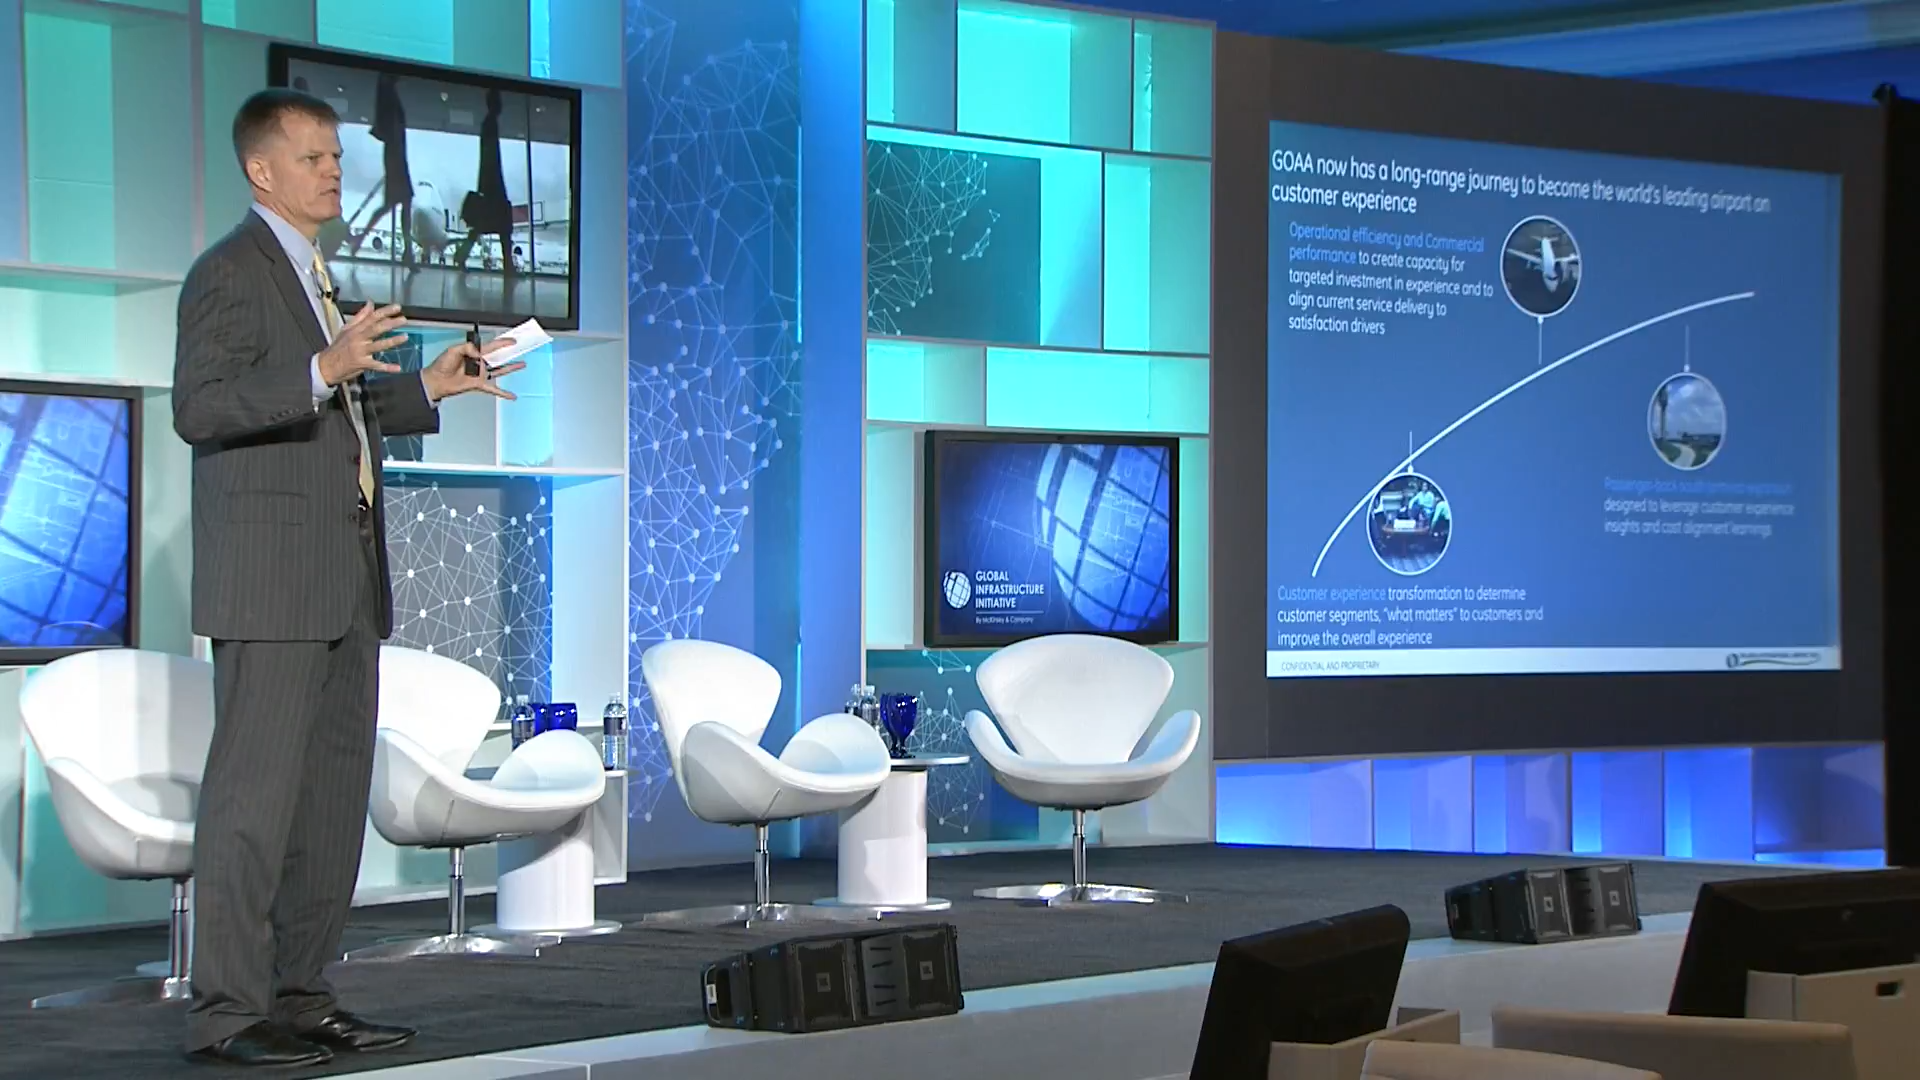 GOAA now has a long-range journey to become the world's leading airport on
customer experience
Operational efficiency and Commercial
performance to create capacity for
targeted investment in experience and to
align current service delivery to
satisfaction drivers
designed to leverage customer experience
insights and cost alignment learnings
Customer experience transformation to determine
customer segments, "what matters" to customers and
improve the overall experience
CONFIDENTIAL AND PROPRIETARY
GLOBAL
INFRASTRUCTURE
INITIATIVE
By McKinsey & Company